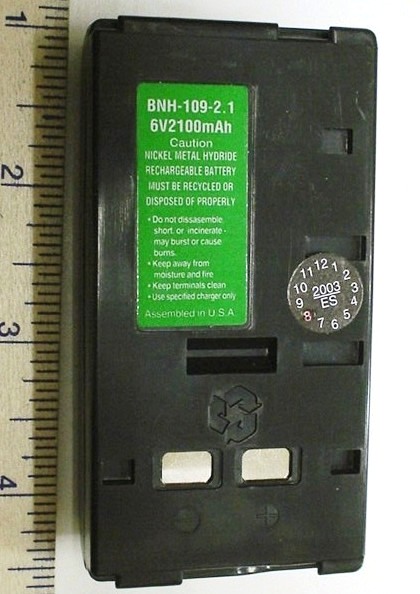 1
2
3
4
BNH-109-2.1
6V2100mAh
Caution
NICKEL METAL HYDRIDE
RECHARGEABLE BATTERY
MUST BE RECYCLED OR
DISPOSED OF PROPERLY
• Do not dissasemble
short, or incinerate -
may burst or cause
burns.
• Keep away from
moisture and fire
• Keep terminals clean
• Use specified charger only
Assembled in U.S.A.
12 1 2 3 4 5 6 7 8 9 10 11
2003
ES
- +